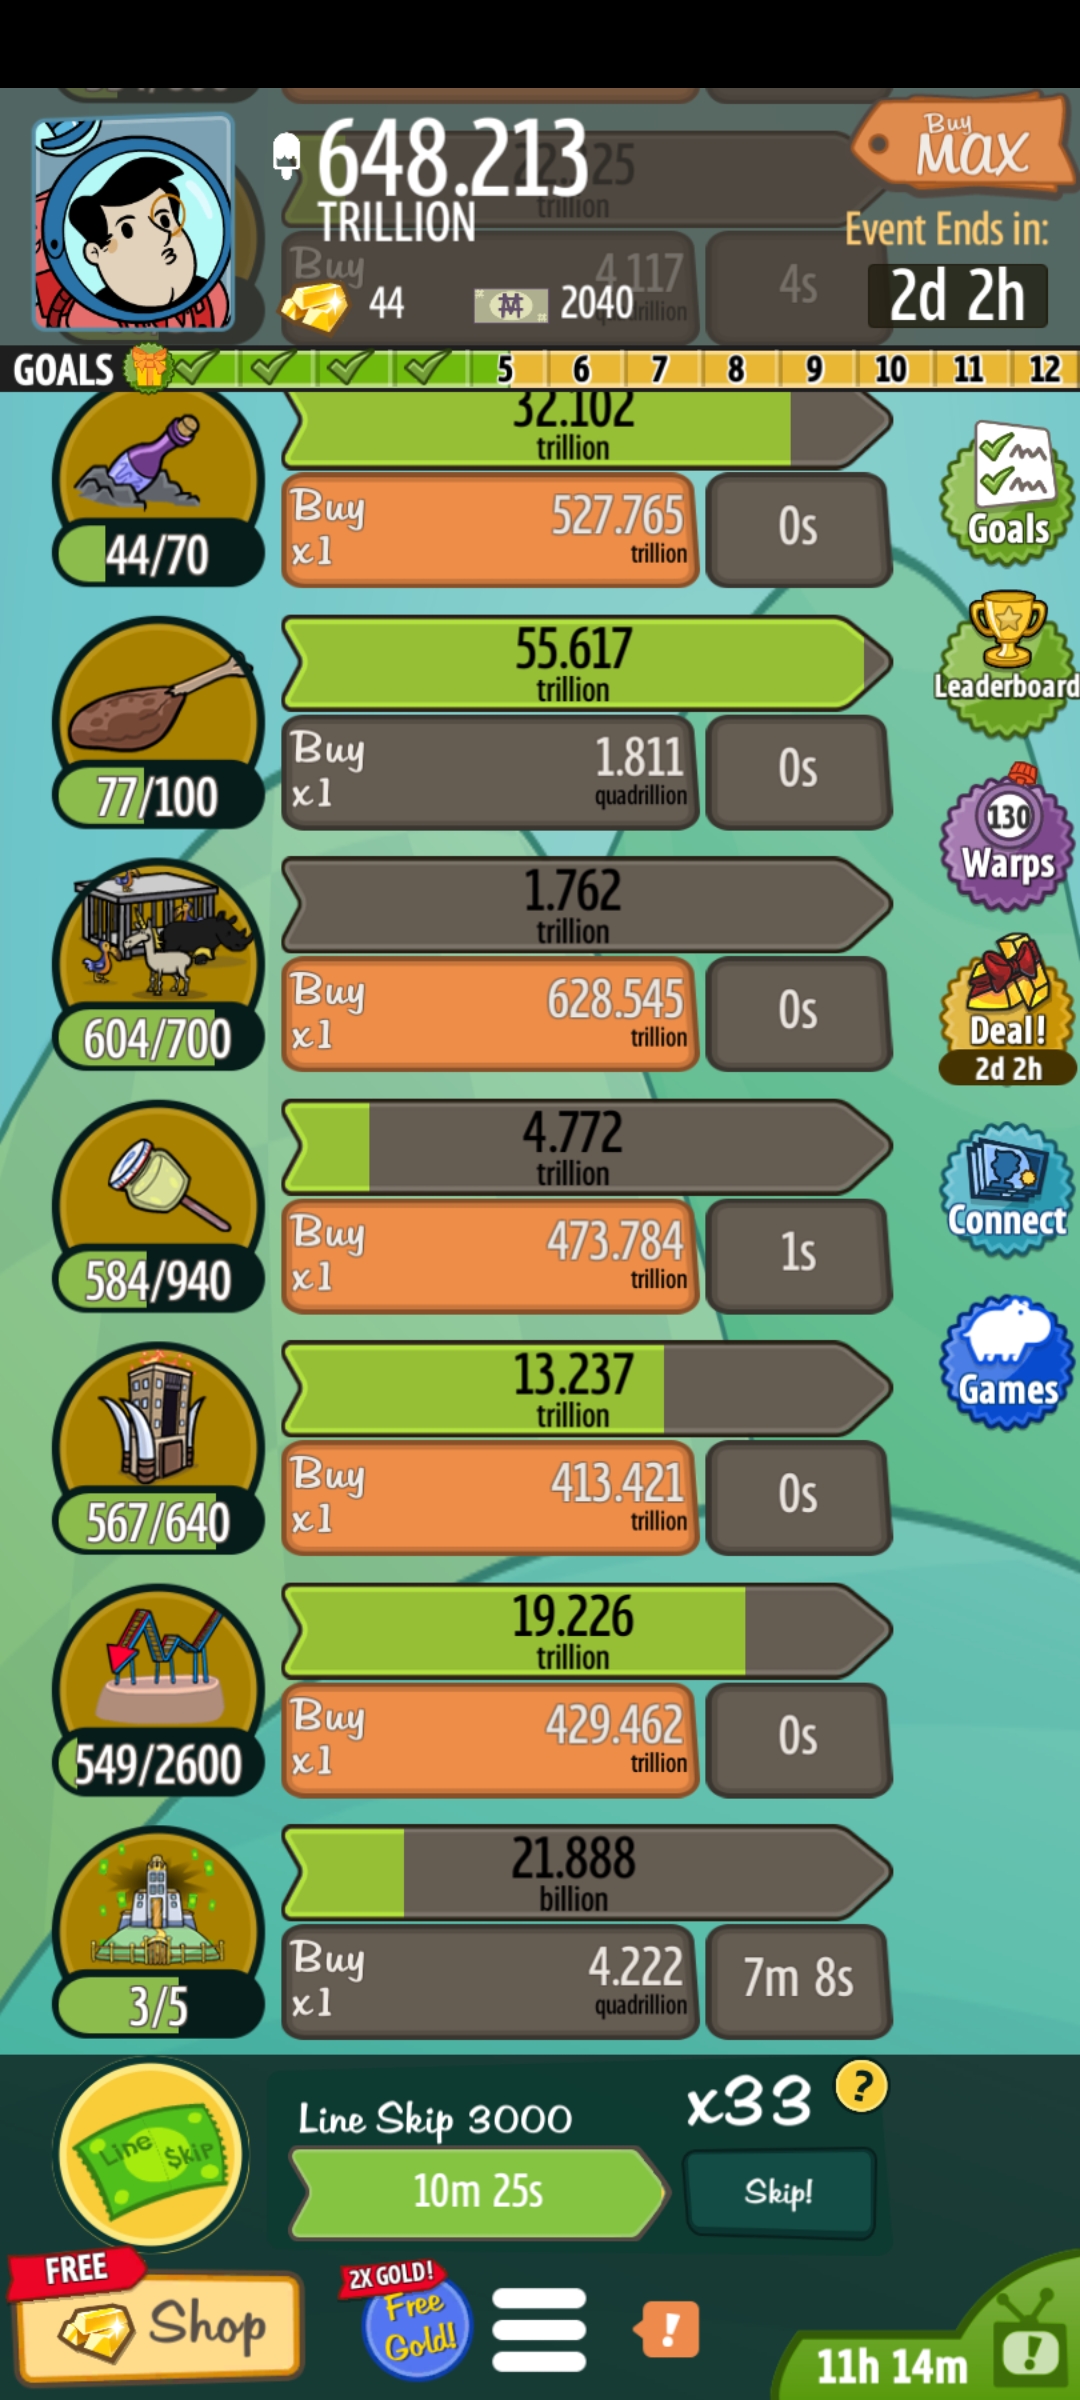 648.213
TRILLION
44
2040
Buy
MAX
Event Ends in:
2d 2h
trillion
Buy
4.117
4s
GOALS
5
6
7
8
9
10
11
12
32.102
trillion
44/70
Buy
x1
527.765
trillion
0s
55.617
trillion
77/100
Buy
x1
1.811
quadrillion
0s
1.762
trillion
604/700
Buy
x1
628.545
trillion
0s
4.772
trillion
584/940
Buy
x1
473.784
trillion
1s
13.237
trillion
567/640
Buy
x1
413.421
trillion
0s
19.226
trillion
549/2600
Buy
x1
429.462
trillion
0s
21.888
billion
3/5
Buy
x1
4.222
quadrillion
7m 8s
Goals
Leaderboard
130
Warps
Deal!
2d 2h
Connect
Games
Line $kip
Line Skip 3000
10m 25s
x33
?
Skip!
FREE
Shop
2X GOLD!
Free
Gold!
!
11h 14m
!